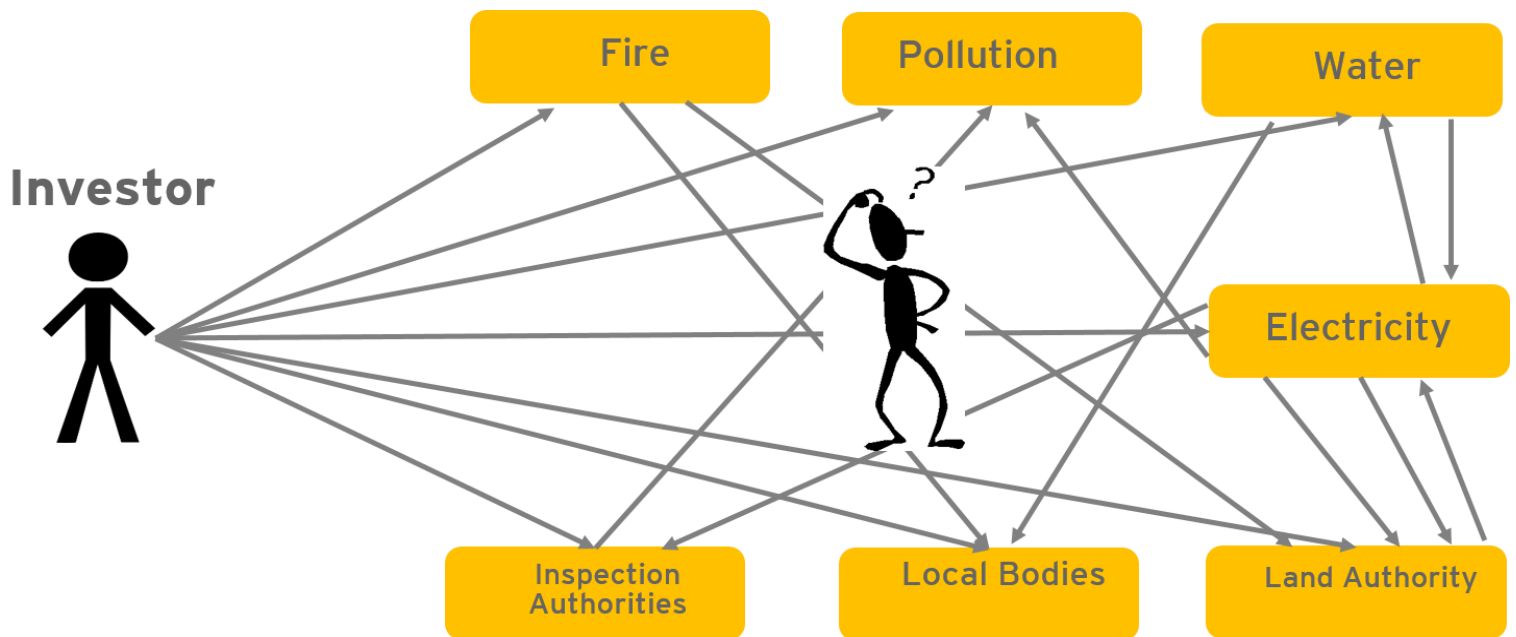 Fire
Pollution
Water
Investor
?
Electricity
Inspection
Authorities
Local Bodies
Land Authority